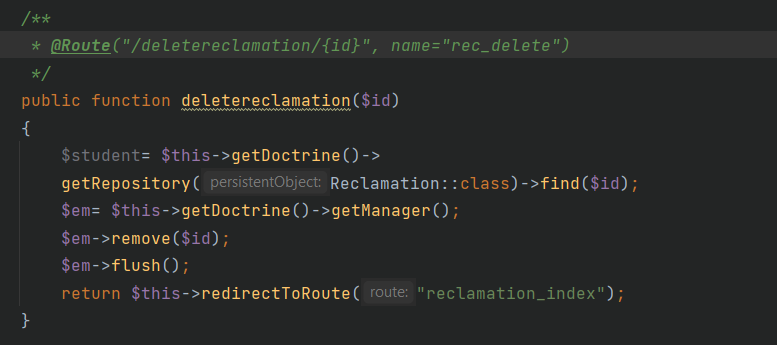 /**
 * @Route("/deletereclamation/{id}", name="rec_delete")
 */
public function deletereclamation($id)
{
    $student= $this->getDoctrine()->
    getRepository( persistentObject: Reclamation::class)->find($id);
    $em= $this->getDoctrine()->getManager();
    $em->remove($id);
    $em->flush();
    return $this->redirectToRoute( route: "reclamation_index");
}